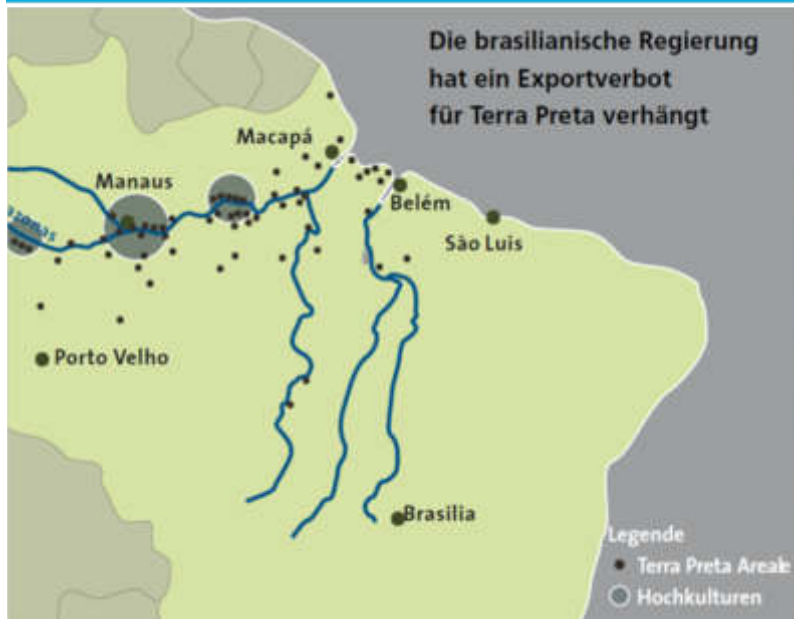 Die brasilianische Regierung
hat ein Exportverbot
für Terra Preta verhängt
Macapá
Manaus
azonas
Belém
São Luis
Porto Velho
Brasilia
Legende
Terra Preta Areale
Hochkulturen